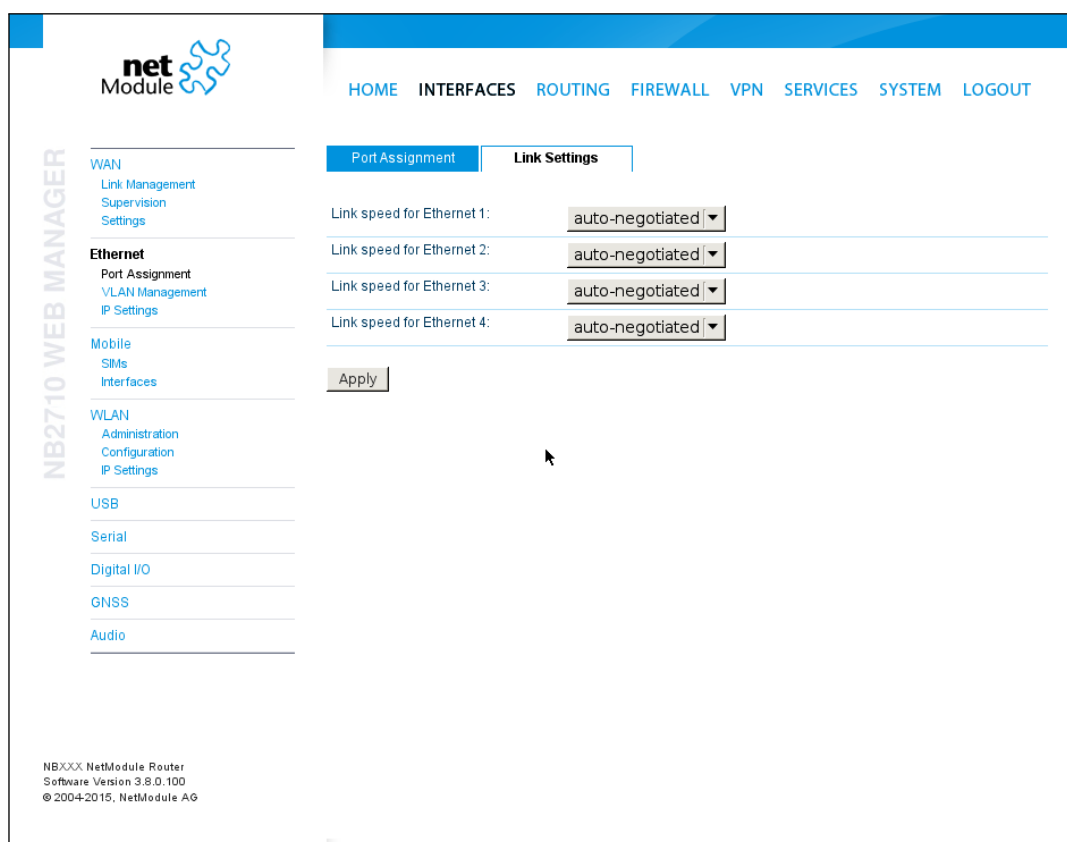 net
Module
HOME INTERFACES ROUTING FIREWALL VPN SERVICES SYSTEM LOGOUT
NB2710 WEB MANAGER
WAN
Link Management
Supervision
Settings
Ethernet
Port Assignment
VLAN Management
IP Settings
Mobile
SIMs
Interfaces
WLAN
Administration
Configuration
IP Settings
USB
Serial
Digital I/O
GNSS
Audio
Port Assignment Link Settings
Link speed for Ethernet 1: auto-negotiated
Link speed for Ethernet 2: auto-negotiated
Link speed for Ethernet 3: auto-negotiated
Link speed for Ethernet 4: auto-negotiated
Apply
NBXXX NetModule Router
Software Version 3.8.0.100
© 2004-2015, NetModule AG